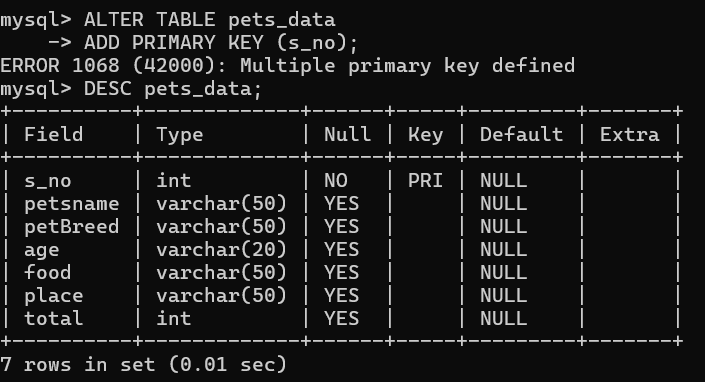 mysql> ALTER TABLE pets_data
    -> ADD PRIMARY KEY (s_no);
ERROR 1068 (42000): Multiple primary key defined
mysql> DESC pets_data;
+----------+-------------+------+-----+---------+-------+
| Field    | Type        | Null | Key | Default | Extra |
+----------+-------------+------+-----+---------+-------+
| s_no     | int         | NO   | PRI | NULL    |       |
| petsname | varchar(50) | YES  |     | NULL    |       |
| petBreed | varchar(50) | YES  |     | NULL    |       |
| age      | varchar(20) | YES  |     | NULL    |       |
| food     | varchar(50) | YES  |     | NULL    |       |
| place    | varchar(50) | YES  |     | NULL    |       |
| total    | int         | YES  |     | NULL    |       |
+----------+-------------+------+-----+---------+-------+
7 rows in set (0.01 sec)